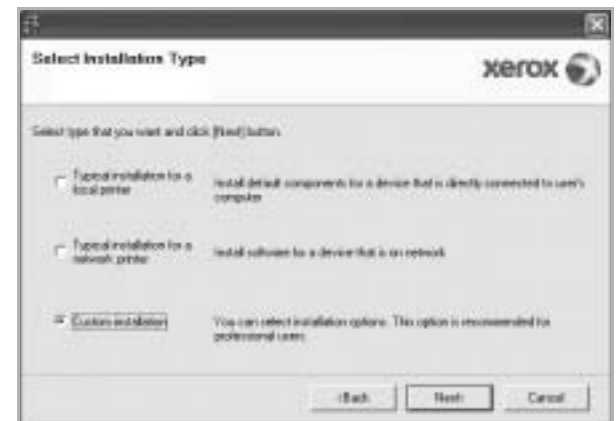 Select Installation Type
xerox
Select type that you want and click [Next] button.
Typical installation for a
local printer
Install default components for a device that is directly connected to user's
computer
Typical installation for a
network printer
Install software for a device that is on network
Custom installation
You can select installation options. This option is recommended for
professional users.
<Back
Next>
Cancel